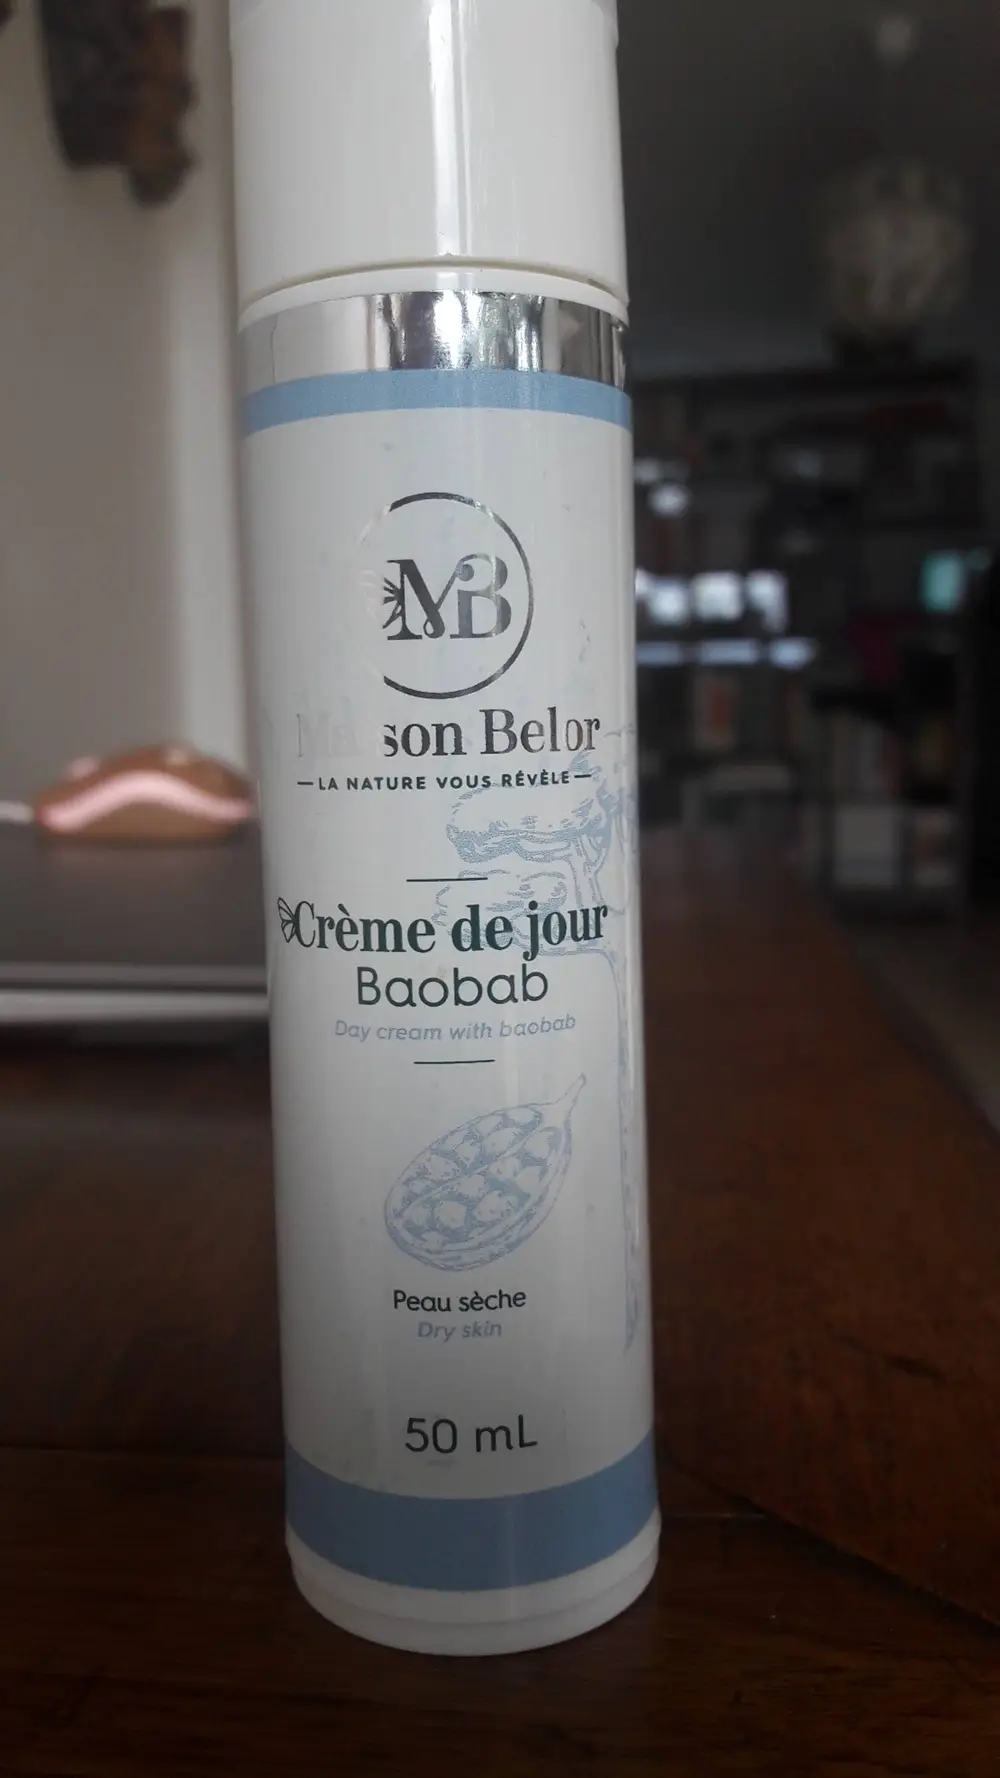 MB
Maison Belor
—LA NATURE VOUS RÉVÈLE—
Crème de jour
Baobab
Day cream with baobab
Peau sèche
Dry skin
50 mL